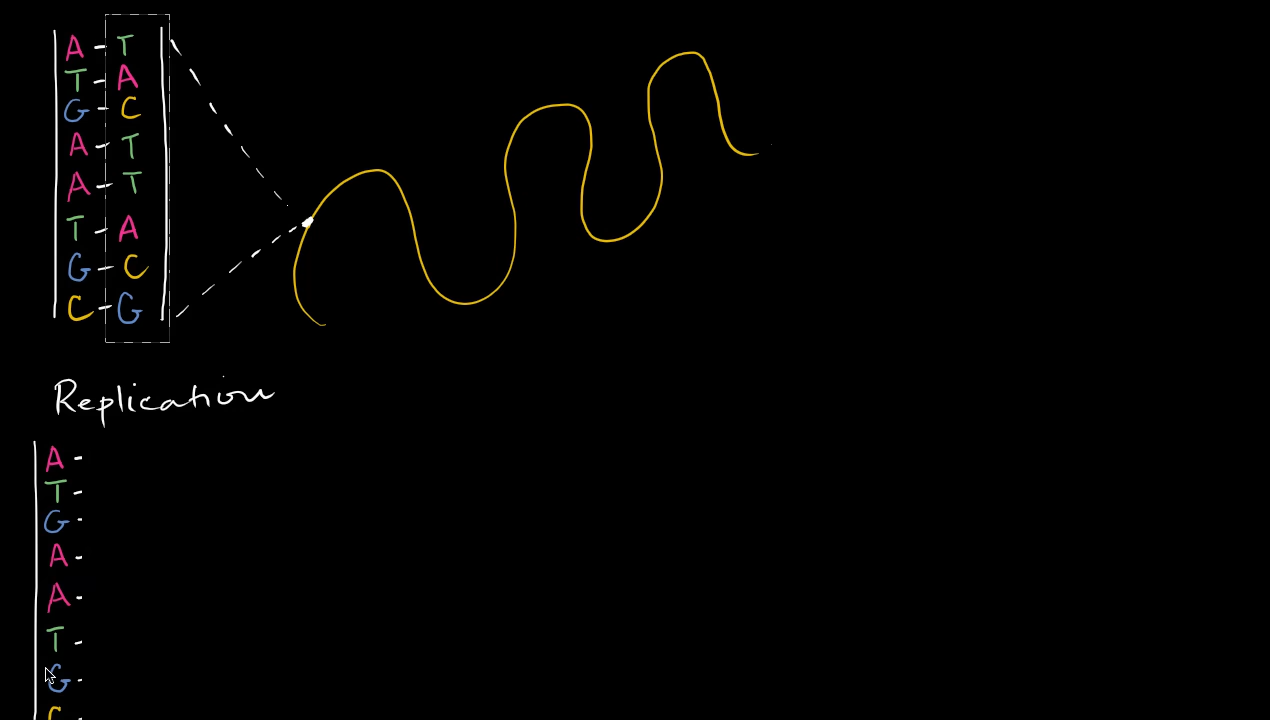 A - T
T - A
G - C
A - T
A - T
T - A
G - C
C - G
Replication
A -
T -
G -
A -
A -
T -
G -
C -